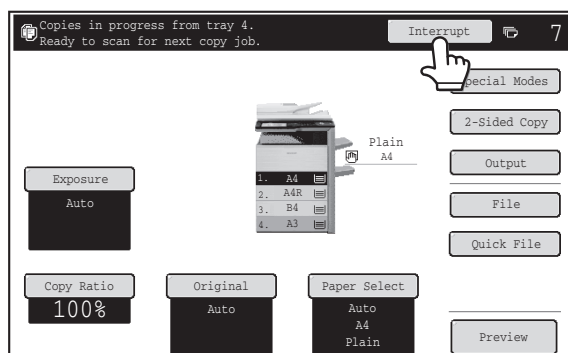 Copies in progress from tray 4.
Ready to scan for next copy job.
Interrupt
7
Special Modes
2-Sided Copy
Plain
A4
Output
1. A4
2. A4R
3. B4
4. A3
Exposure
Auto
File
Quick File
Copy Ratio
100%
Original
Auto
Paper Select
Auto
A4
Plain
Preview